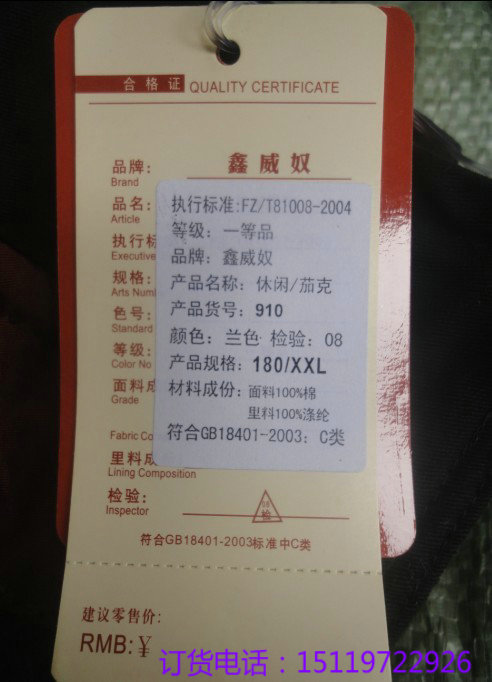 合格证 QUALITY CERTIFICATE
品牌: 鑫威奴
Brand
品名:
Article
执行标
Executive
规格:
Arts Num
色号:
Standard
等级:
Color No
面料成
Grade
Fabric Co
里料成
Lining Composition
检验:
Inspector
执行标准:FZ/T81008-2004
等级: 一等品
品牌: 鑫威奴
产品名称: 休闲/茄克
产品货号: 910
颜色: 兰色 检验: 08
产品规格: 180/XXL
材料成份: 面料100%棉
里料100%涤纶
符合GB18401-2003: C类
08
检
符合GB18401-2003标准中C类
建议零售价:
RMB:¥
订货电话：15119722926